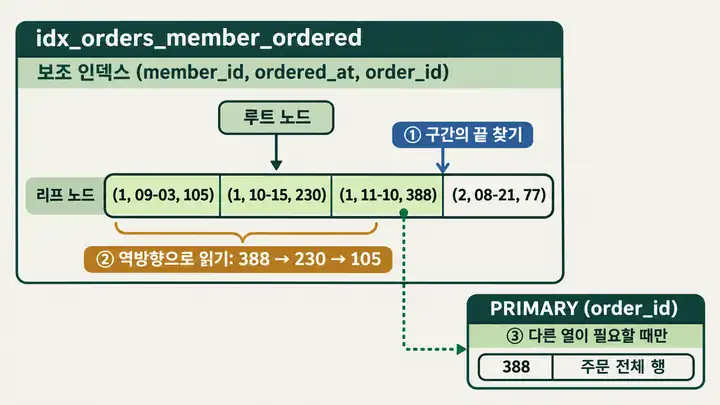 idx_orders_member_ordered
보조 인덱스 (member_id, ordered_at, order_id)
루트 노드
① 구간의 끝 찾기
리프 노드
(1, 09-03, 105)
(1, 10-15, 230)
(1, 11-10, 388)
(2, 08-21, 77)
② 역방향으로 읽기: 388 → 230 → 105
PRIMARY (order_id)
③ 다른 열이 필요할 때만
388
주문 전체 행